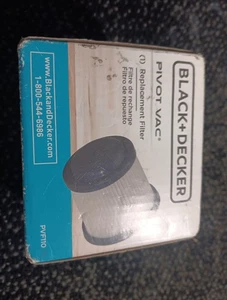 BLACK+DECKER
PIVOT VAC
(1) Replacement Filter
Filtre de rechange
Filtro de repuesto
www.BlackandDecker.com
1-800-544-6986
PVF110